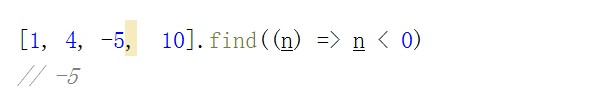 [1, 4, -5,  10].find((n) => n < 0)
// -5